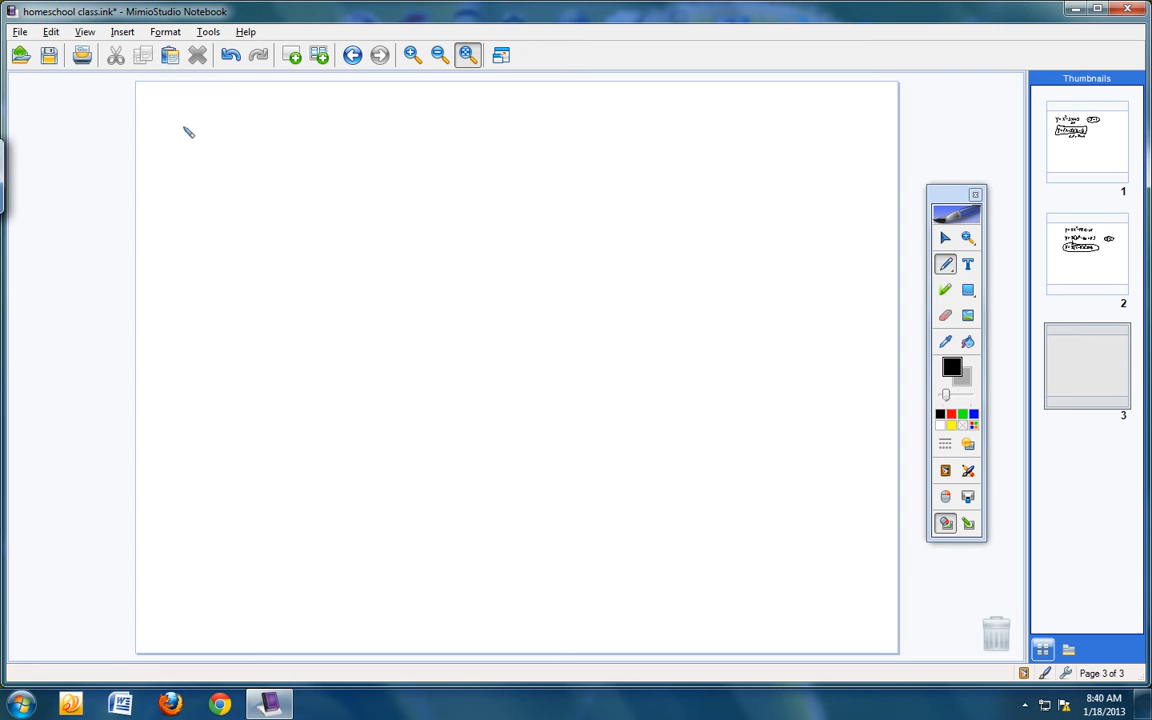 homeschool class.ink* - MimioStudio Notebook
File Edit View Insert Format Tools Help
Thumbnails
1
2
3
T
Page 3 of 3
8:40 AM
1/18/2013